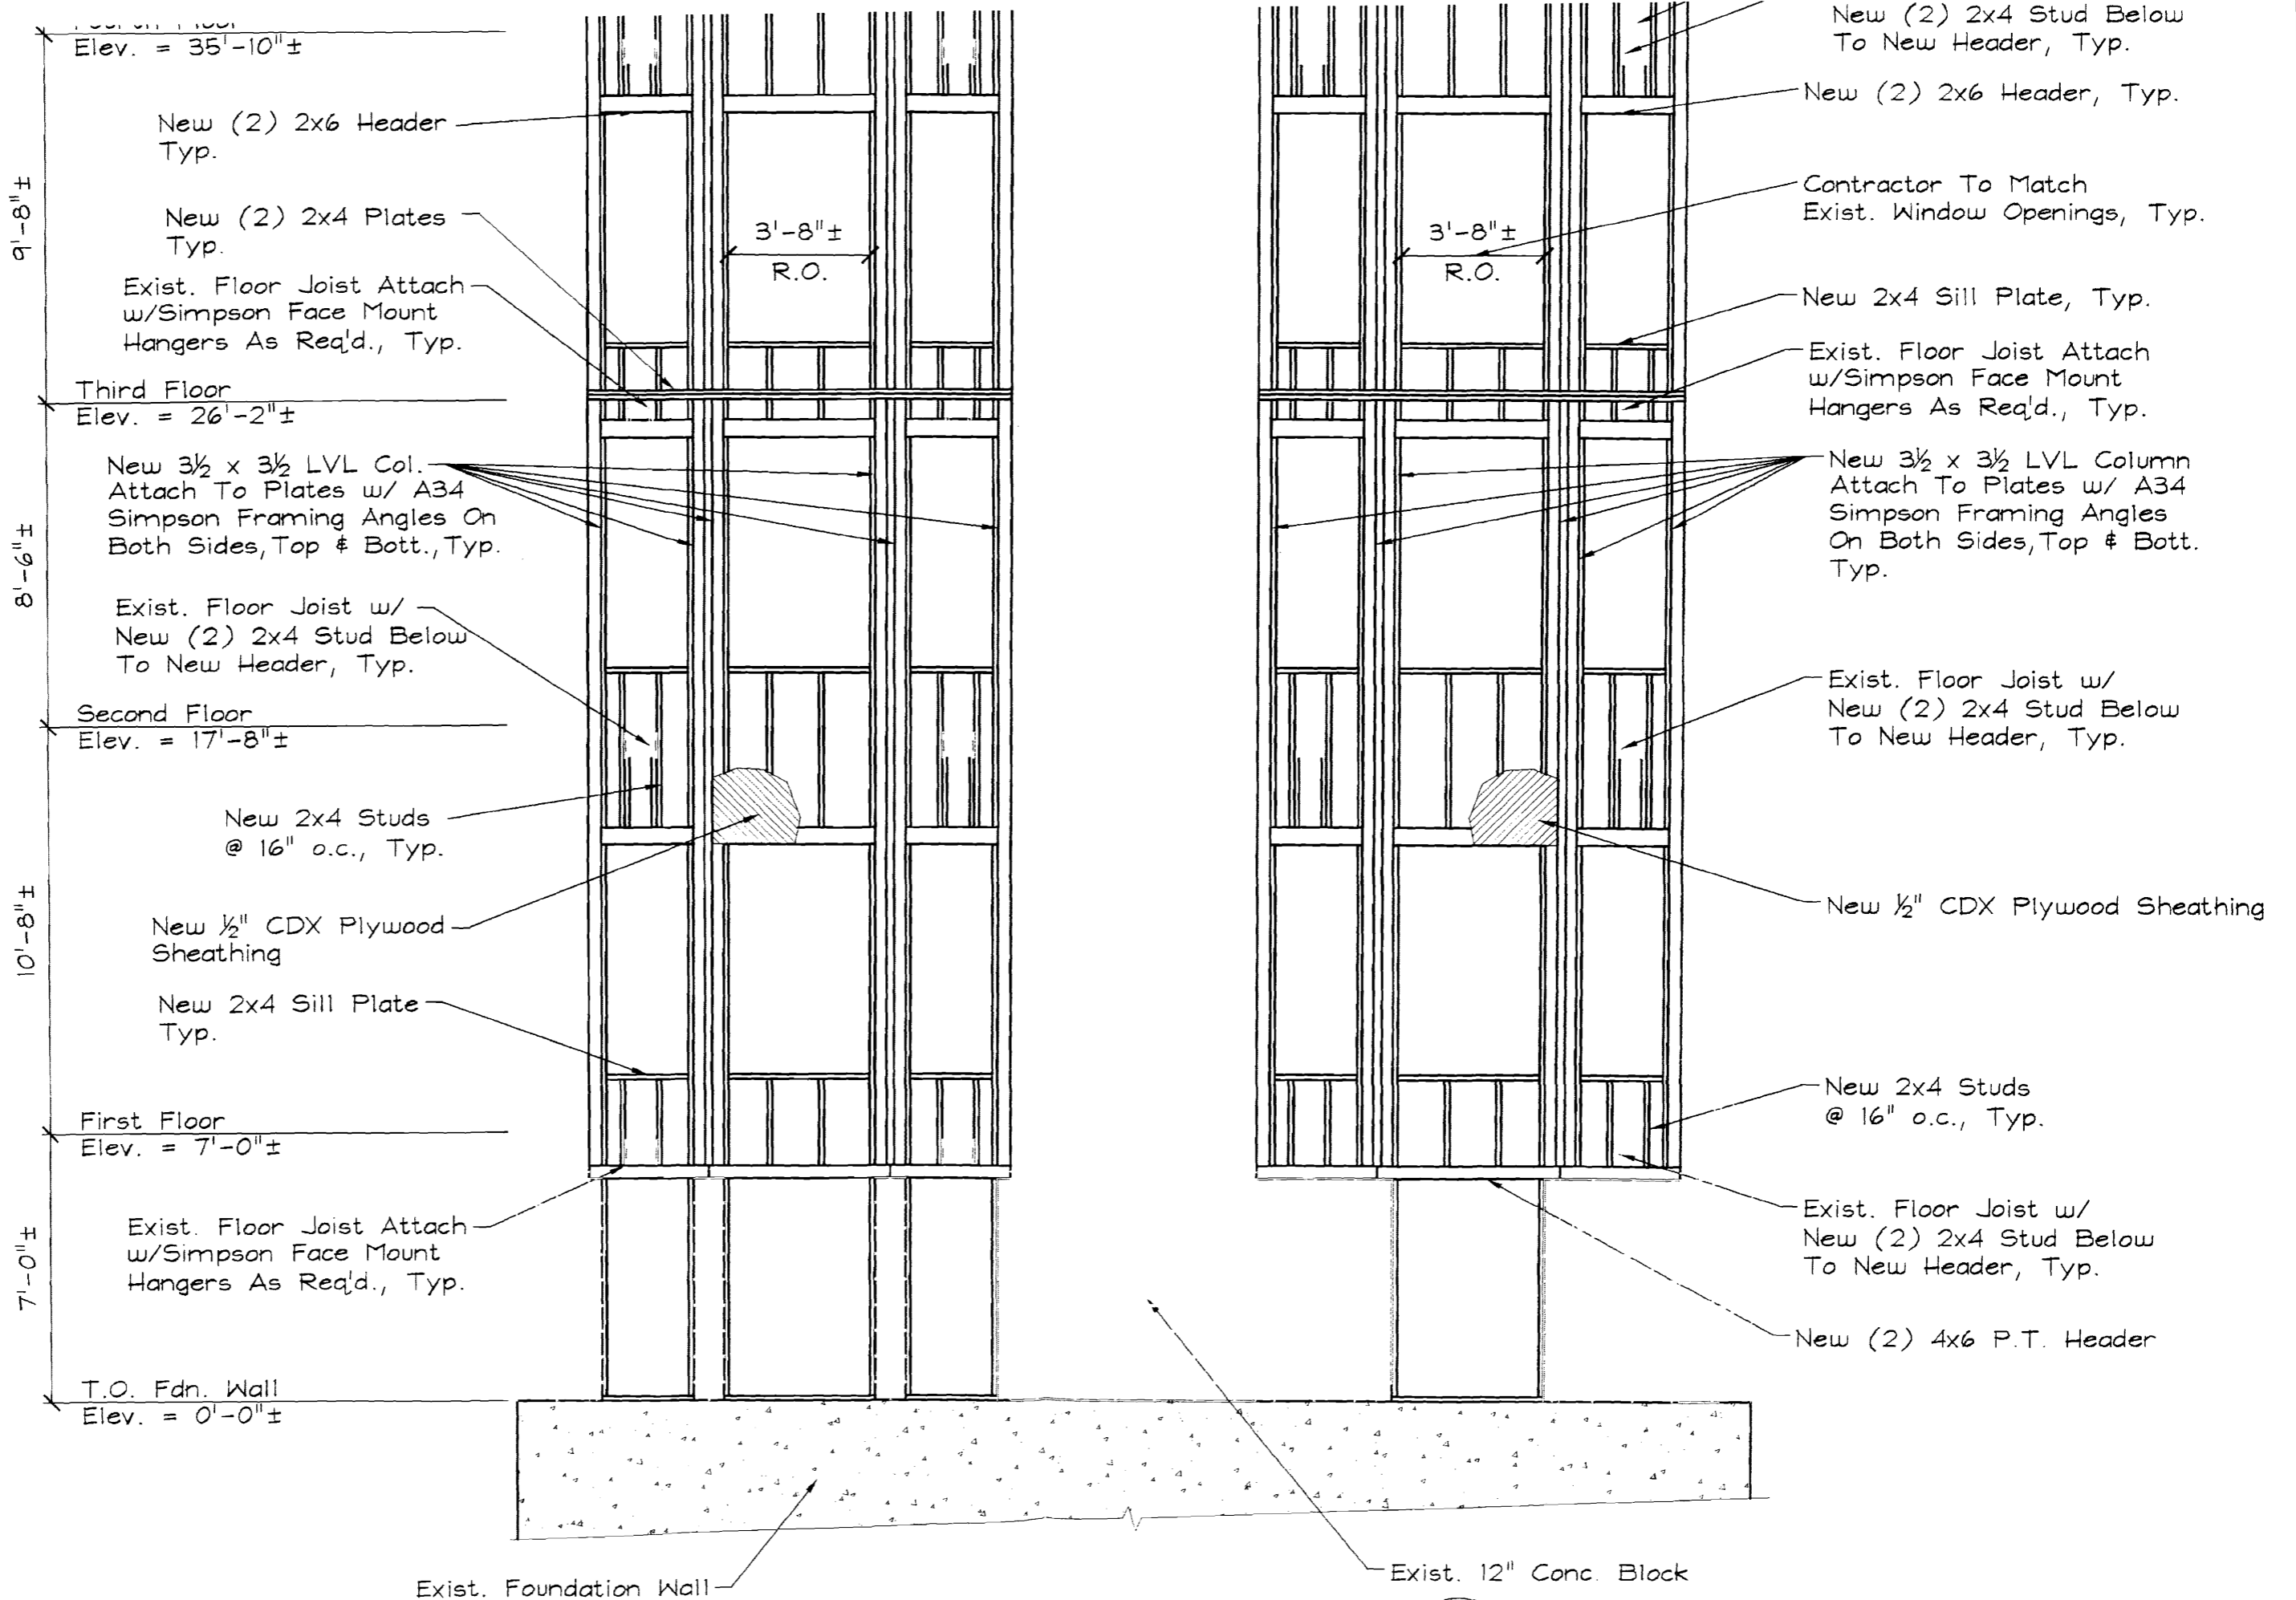 Elev. = 35'-10"±
New (2) 2x6 Header
Typ.
9'-8"±
New (2) 2x4 Plates
Typ.
Exist. Floor Joist Attach
w/Simpson Face Mount
Hangers As Req'd., Typ.
Third Floor
Elev. = 26'-2"±
New 3½ x 3½ LVL Col.
Attach To Plates w/ A34
Simpson Framing Angles On
Both Sides, Top & Bott., Typ.
8'-6"±
Exist. Floor Joist w/
New (2) 2x4 Stud Below
To New Header, Typ.
Second Floor
Elev. = 17'-8"±
New 2x4 Studs
@ 16" o.c., Typ.
10'-8"±
New ½" CDX Plywood
Sheathing
New 2x4 Sill Plate
Typ.
First Floor
Elev. = 7'-0"±
Exist. Floor Joist Attach
w/Simpson Face Mount
Hangers As Req'd., Typ.
7'-0"±
T.O. Fdn. Wall
Elev. = 0'-0"±
Exist. Foundation Wall
3'-8"±
R.O.
3'-8"±
R.O.
New (2) 2x4 Stud Below
To New Header, Typ.
New (2) 2x6 Header, Typ.
Contractor To Match
Exist. Window Openings, Typ.
New 2x4 Sill Plate, Typ.
Exist. Floor Joist Attach
w/Simpson Face Mount
Hangers As Req'd., Typ.
New 3½ x 3½ LVL Column
Attach To Plates w/ A34
Simpson Framing Angles
On Both Sides, Top & Bott.
Typ.
Exist. Floor Joist w/
New (2) 2x4 Stud Below
To New Header, Typ.
New ½" CDX Plywood Sheathing
New 2x4 Studs
@ 16" o.c., Typ.
Exist. Floor Joist w/
New (2) 2x4 Stud Below
To New Header, Typ.
New (2) 4x6 P.T. Header
Exist. 12" Conc. Block